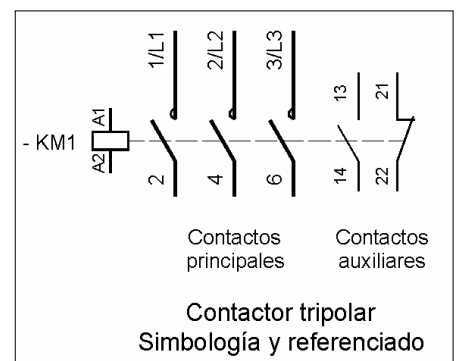 1/L1 2/L2 3/L3
13 21
A1
- KM1
A2
2 4 6 14 22
Contactos principales
Contactos auxiliares
Contactor tripolar
Simbología y referenciado